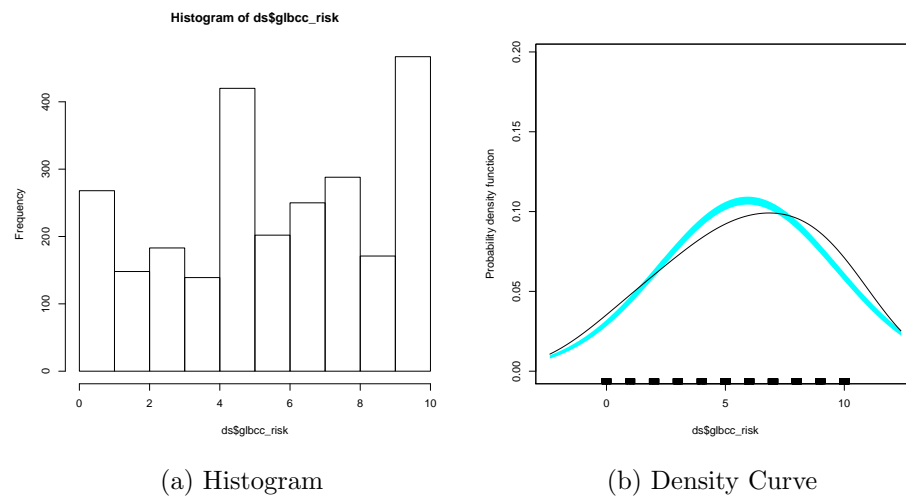 Histogram of ds$glbcc_risk
Frequency
0 100 200 300 400
0 2 4 6 8 10
ds$glbcc_risk
(a) Histogram
Probability density function
0.00 0.05 0.10 0.15 0.20
0 5 10
ds$glbcc_risk
(b) Density Curve